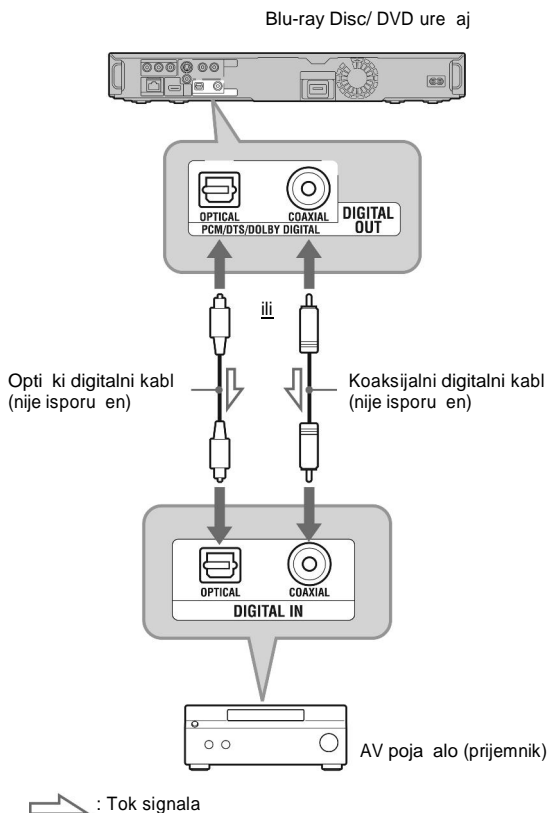 Blu-ray Disc/ DVD ure aj
OPTICAL
COAXIAL
PCM/DTS/DOLBY DIGITAL
DIGITAL
OUT
ili
Opti ki digitalni kabl
(nije isporu en)
Koaksijalni digitalni kabl
(nije isporu en)
OPTICAL
COAXIAL
DIGITAL IN
AV poja alo (prijemnik)
: Tok signala